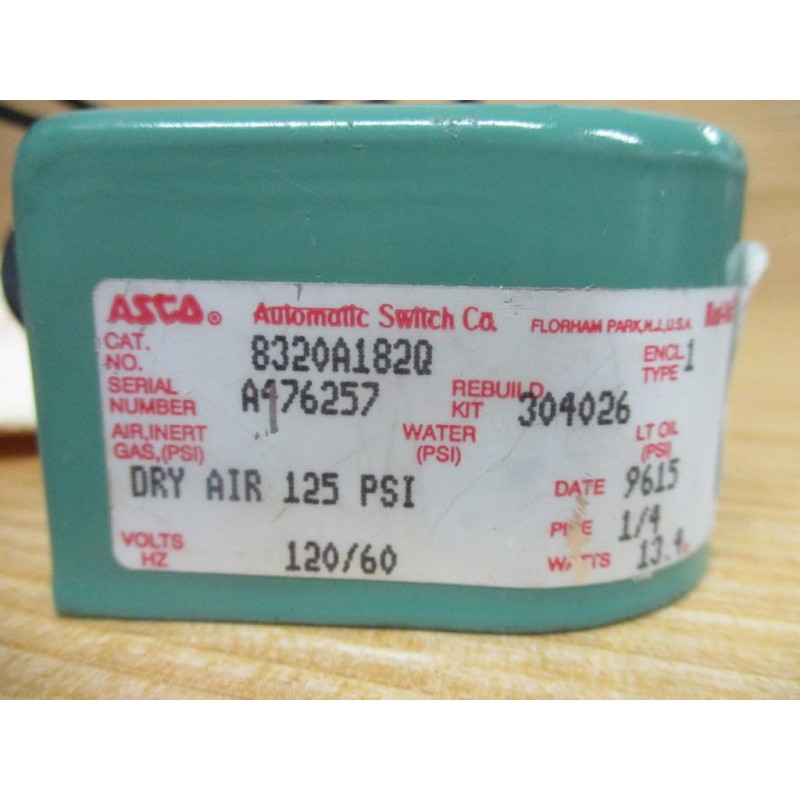 ASCO® Automatic Switch Co. FLORHAM PARK,N.J.,U.S.A.
CAT. NO. 8320A182Q ENCL. TYPE 1
SERIAL NUMBER A476257 REBUILD KIT 304026
AIR,INERT GAS,(PSI) WATER (PSI) LT OIL (PSI)
DRY AIR 125 PSI DATE 9615
PIPE 1/4
VOLTS HZ 120/60 WATTS 13.4